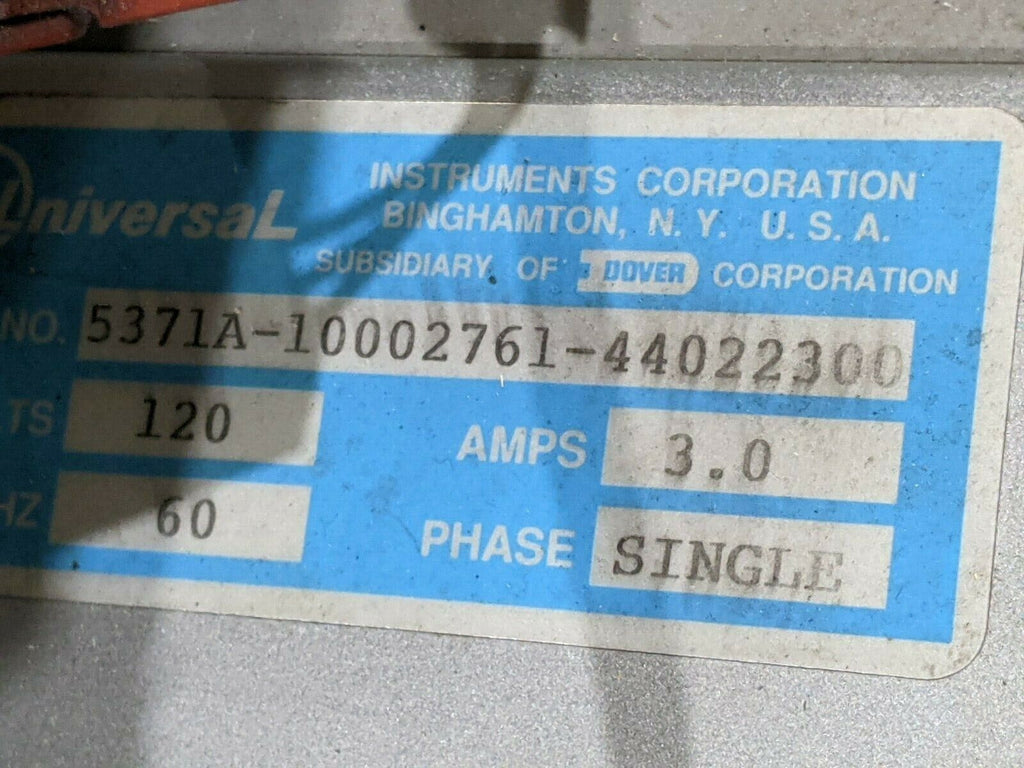 UniversaL
INSTRUMENTS CORPORATION
BINGHAMTON, N. Y. U. S. A.
SUBSIDIARY OF DOVER CORPORATION
NO. 5371A-10002761-44022300
LTS 120 AMPS 3.0
HZ 60 PHASE SINGLE